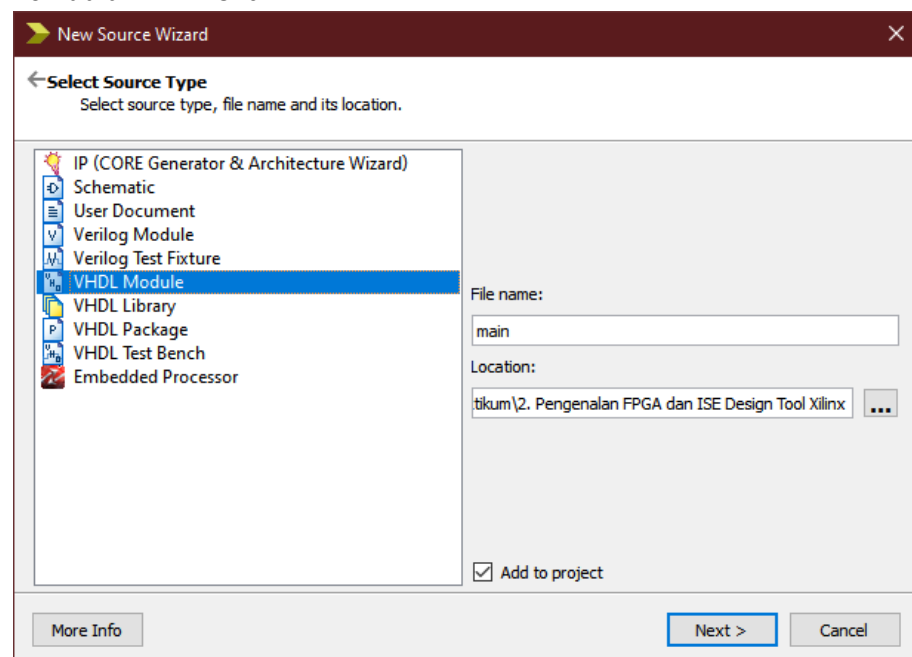 New Source Wizard
Select Source Type
Select source type, file name and its location.
IP (CORE Generator & Architecture Wizard)
Schematic
User Document
Verilog Module
Verilog Test Fixture
VHDL Module
VHDL Library
VHDL Package
VHDL Test Bench
Embedded Processor
File name:
main
Location:
tikum\2. Pengenalan FPGA dan ISE Design Tool Xilinx
...
Add to project
More Info
Next >
Cancel